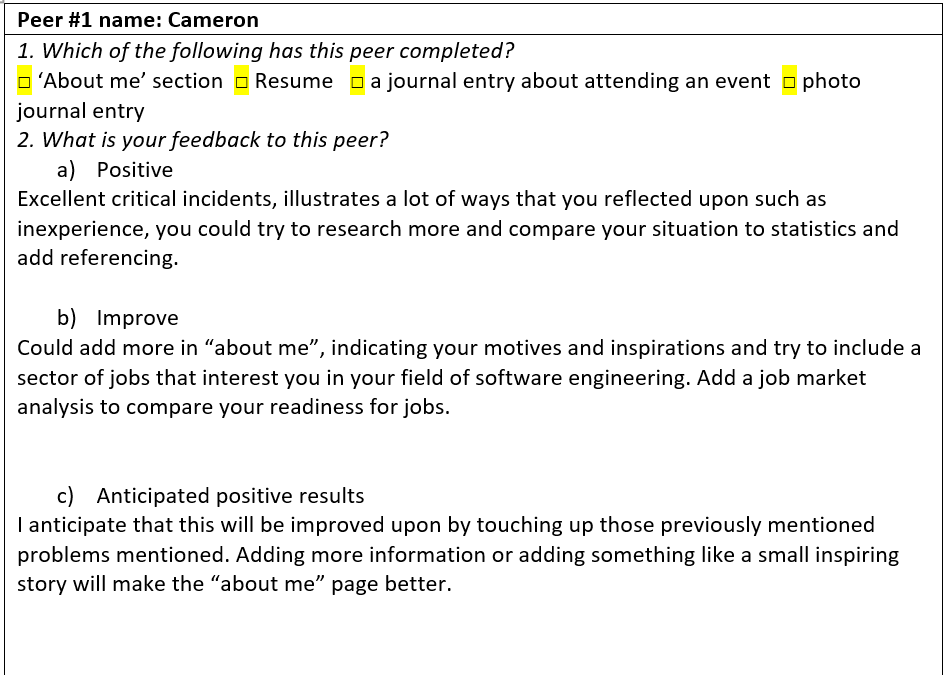 Peer #1 name: Cameron
1. Which of the following has this peer completed?
□ ‘About me’ section □ Resume □ a journal entry about attending an event □ photo
journal entry
2. What is your feedback to this peer?
a) Positive
Excellent critical incidents, illustrates a lot of ways that you reflected upon such as
inexperience, you could try to research more and compare your situation to statistics and
add referencing.
b) Improve
Could add more in “about me”, indicating your motives and inspirations and try to include a
sector of jobs that interest you in your field of software engineering. Add a job market
analysis to compare your readiness for jobs.
c) Anticipated positive results
I anticipate that this will be improved upon by touching up those previously mentioned
problems mentioned. Adding more information or adding something like a small inspiring
story will make the “about me” page better.